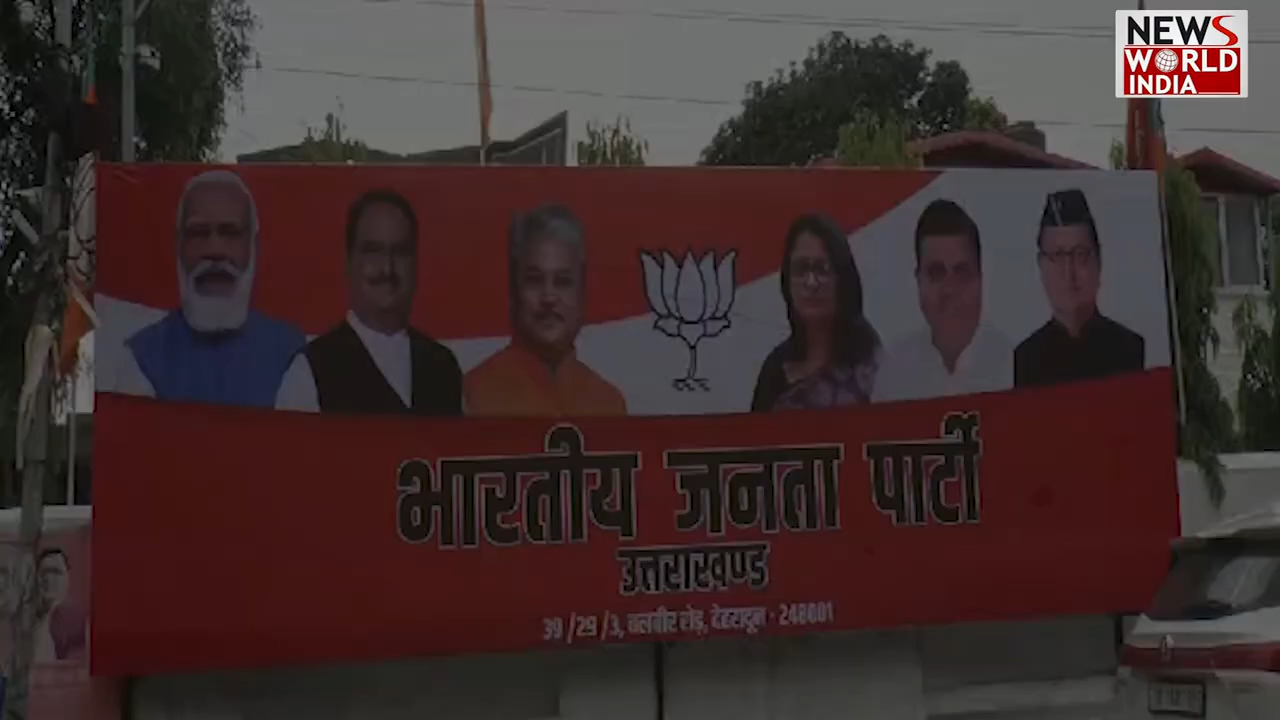 NEWS
WORLD
INDIA
भारतीय जनता पार्टी
उत्तराखण्ड
39/29/3, बलबीर रोड़, देहरादून - 248001